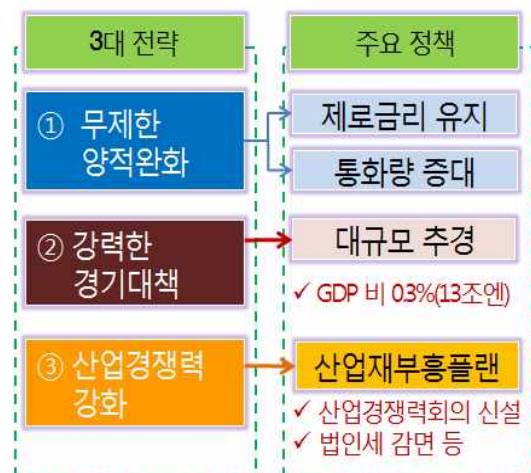 3대 전략
주요 정책
① 무제한
양적완화
제로금리 유지
통화량 증대
② 강력한
경기대책
대규모 추경
✓ GDP 비 0.3%(13조엔)
③ 산업경쟁력
강화
산업재부흥플랜
✓ 산업경쟁력회의 신설
✓ 법인세 감면 등